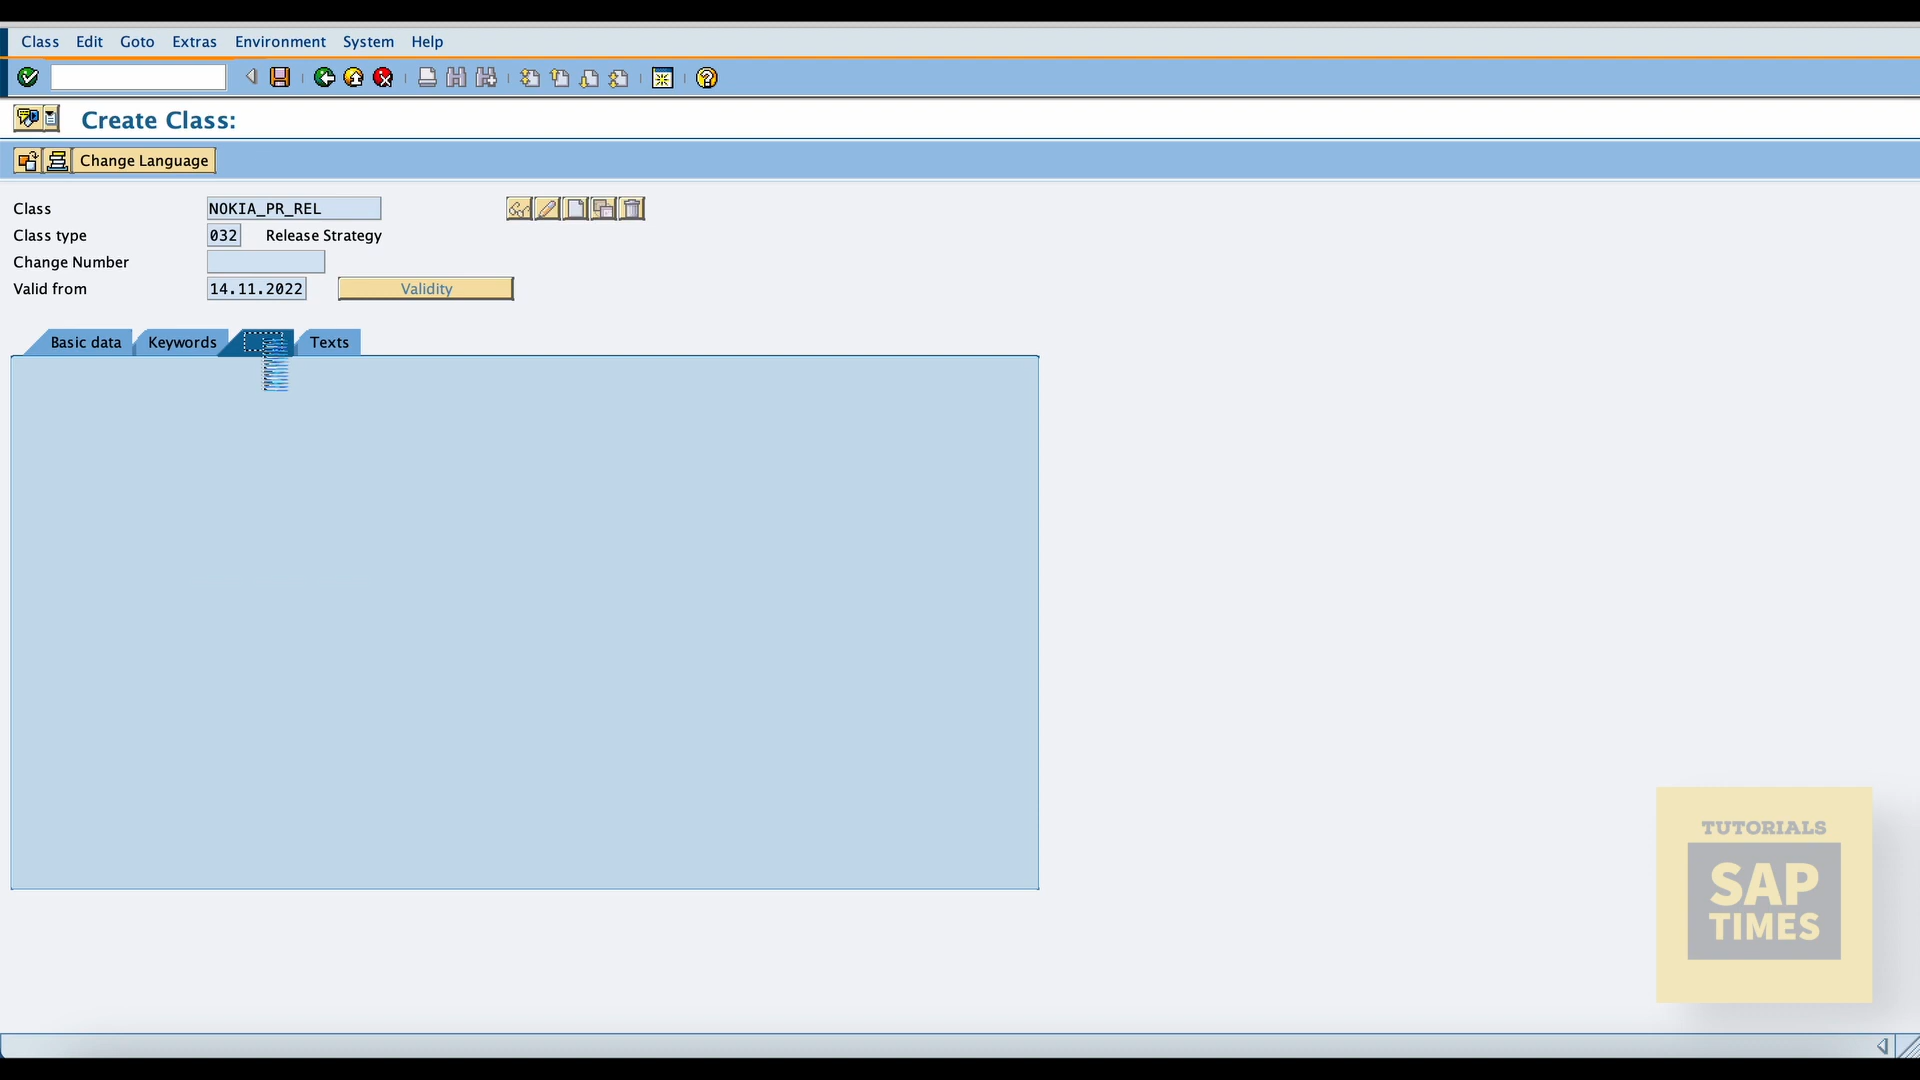 Class Edit Goto Extras Environment System Help
Create Class:
Change Language
Class NOKIA_PR_REL
Class type 032 Release Strategy
Change Number
Valid from 14.11.2022 Validity
Basic data Keywords Texts
TUTORIALS
SAP
TIMES